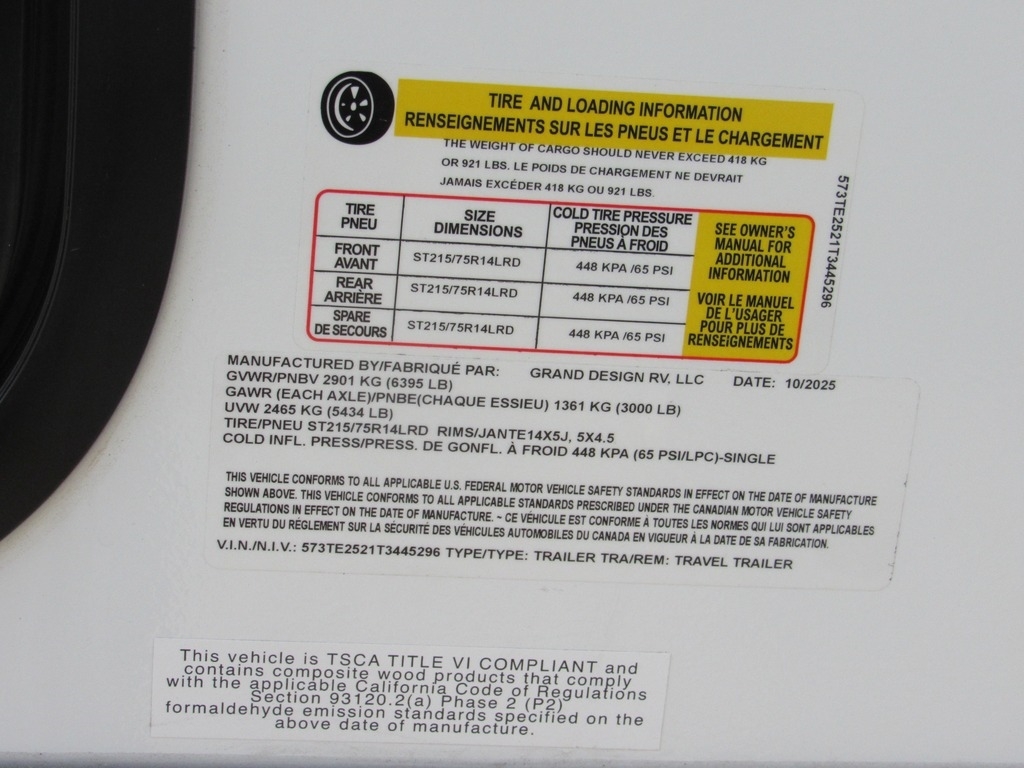 TIRE AND LOADING INFORMATION
RENSEIGNEMENTS SUR LES PNEUS ET LE CHARGEMENT
THE WEIGHT OF CARGO SHOULD NEVER EXCEED 418 KG
OR 921 LBS. LE POIDS DE CHARGEMENT NE DEVRAIT
JAMAIS EXCÉDER 418 KG OU 921 LBS.
TIRE PNEU SIZE DIMENSIONS COLD TIRE PRESSURE PRESSION DES PNEUS À FROID
FRONT AVANT ST215/75R14LRD 448 KPA /65 PSI
REAR ARRIÈRE ST215/75R14LRD 448 KPA /65 PSI
SPARE DE SECOURS ST215/75R14LRD 448 KPA /65 PSI
SEE OWNER'S
MANUAL FOR
ADDITIONAL
INFORMATION
VOIR LE MANUEL
DE L'USAGER
POUR PLUS DE
RENSEIGNEMENTS
573TE2521T3445296
MANUFACTURED BY/FABRIQUÉ PAR: GRAND DESIGN RV, LLC DATE: 10/2025
GVWR/PNBV 2901 KG (6395 LB)
GAWR (EACH AXLE)/PNBE(CHAQUE ESSIEU) 1361 KG (3000 LB)
UVW 2465 KG (5434 LB)
TIRE/PNEU ST215/75R14LRD RIMS/JANTE14X5J, 5X4.5
COLD INFL. PRESS/PRESS. DE GONFL. À FROID 448 KPA (65 PSI/LPC)-SINGLE
THIS VEHICLE CONFORMS TO ALL APPLICABLE U.S. FEDERAL MOTOR VEHICLE SAFETY STANDARDS IN EFFECT ON THE DATE OF MANUFACTURE
SHOWN ABOVE. THIS VEHICLE CONFORMS TO ALL APPLICABLE STANDARDS PRESCRIBED UNDER THE CANADIAN MOTOR VEHICLE SAFETY
REGULATIONS IN EFFECT ON THE DATE OF MANUFACTURE. ~ CE VÉHICULE EST CONFORME À TOUTES LES NORMES QUI LUI SONT APPLICABLES
EN VERTU DU RÉGLEMENT SUR LA SÉCURITÉ DES VÉHICULES AUTOMOBILES DU CANADA EN VIGUEUR À LA DATE DE SA FABRICATION.
V.I.N./N.I.V.: 573TE2521T3445296 TYPE/TYPE: TRAILER TRA/REM: TRAVEL TRAILER
This vehicle is TSCA TITLE VI COMPLIANT and
contains composite wood products that comply
with the applicable California Code of Regulations
Section 93120.2(a) Phase 2 (P2)
formaldehyde emission standards specified on the
above date of manufacture.